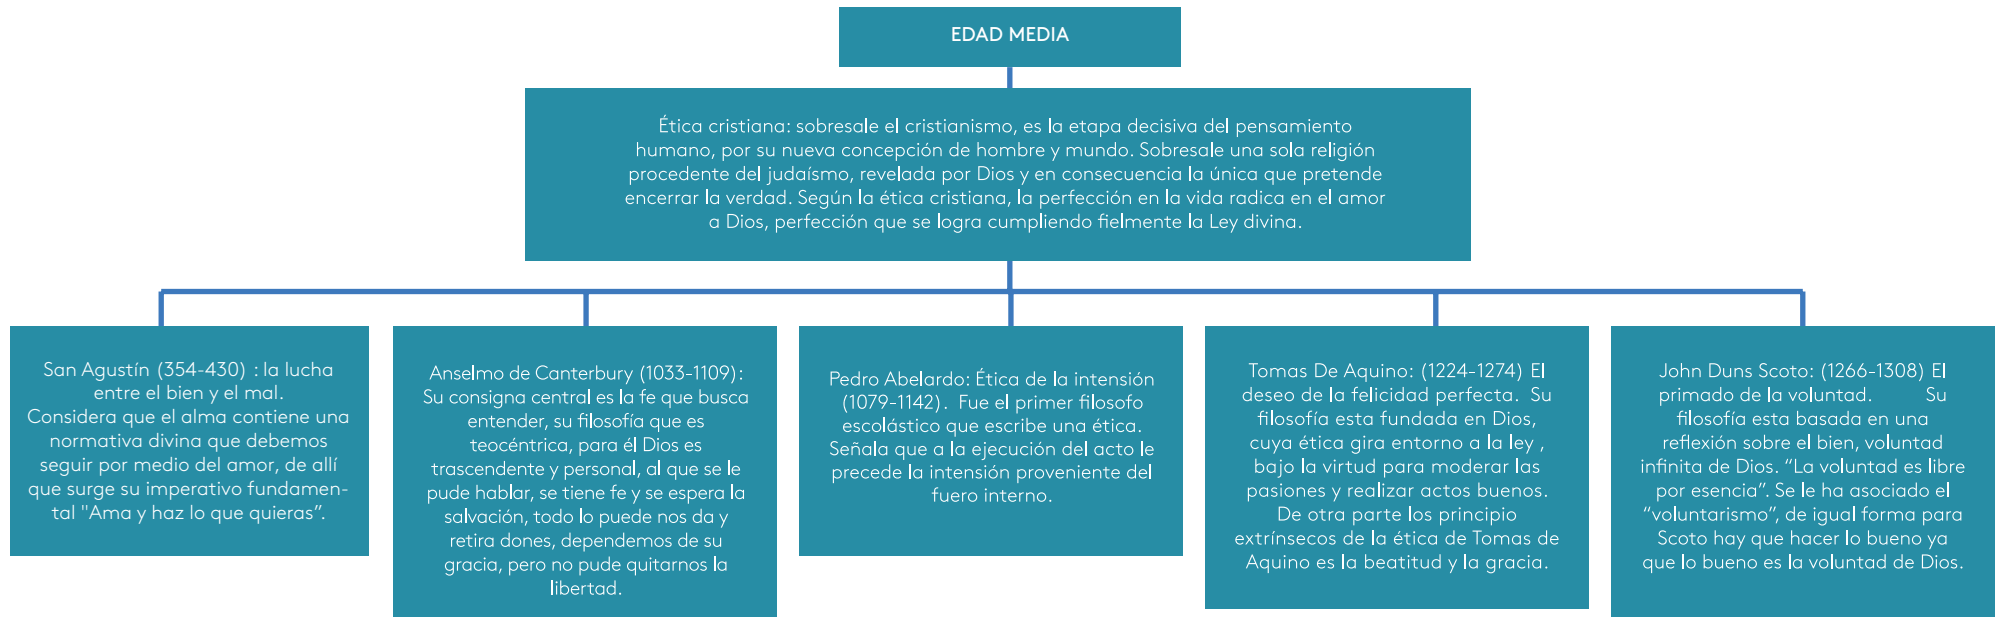 EDAD MEDIA
Ética cristiana: sobresale el cristianismo, es la etapa decisiva del pensamiento
humano, por su nueva concepción de hombre y mundo. Sobresale una sola religión
procedente del judaísmo, revelada por Dios y en consecuencia la única que pretende
encerrar la verdad. Según la ética cristiana, la perfección en la vida radica en el amor
a Dios, perfección que se logra cumpliendo fielmente la Ley divina.
San Agustín (354-430) : la lucha
entre el bien y el mal.
Considera que el alma contiene una
normativa divina que debemos
seguir por medio del amor, de allí
que surge su imperativo fundamen-
tal "Ama y haz lo que quieras”.
Anselmo de Canterbury (1033-1109):
Su consigna central es la fe que busca
entender, su filosofía que es
teocéntrica, para él Dios es
trascendente y personal, al que se le
pude hablar, se tiene fe y se espera la
salvación, todo lo puede nos da y
retira dones, dependemos de su
gracia, pero no pude quitarnos la
libertad.
Pedro Abelardo: Ética de la intensión
(1079-1142). Fue el primer filosofo
escolástico que escribe una ética.
Señala que a la ejecución del acto le
precede la intensión proveniente del
fuero interno.
Tomas De Aquino: (1224-1274) El
deseo de la felicidad perfecta. Su
filosofía esta fundada en Dios,
cuya ética gira entorno a la ley ,
bajo la virtud para moderar las
pasiones y realizar actos buenos.
De otra parte los principio
extrínsecos de la ética de Tomas de
Aquino es la beatitud y la gracia.
John Duns Scoto: (1266-1308) El
primado de la voluntad. Su
filosofía esta basada en una
reflexión sobre el bien, voluntad
infinita de Dios. “La voluntad es libre
por esencia”. Se le ha asociado el
“voluntarismo”, de igual forma para
Scoto hay que hacer lo bueno ya
que lo bueno es la voluntad de Dios.